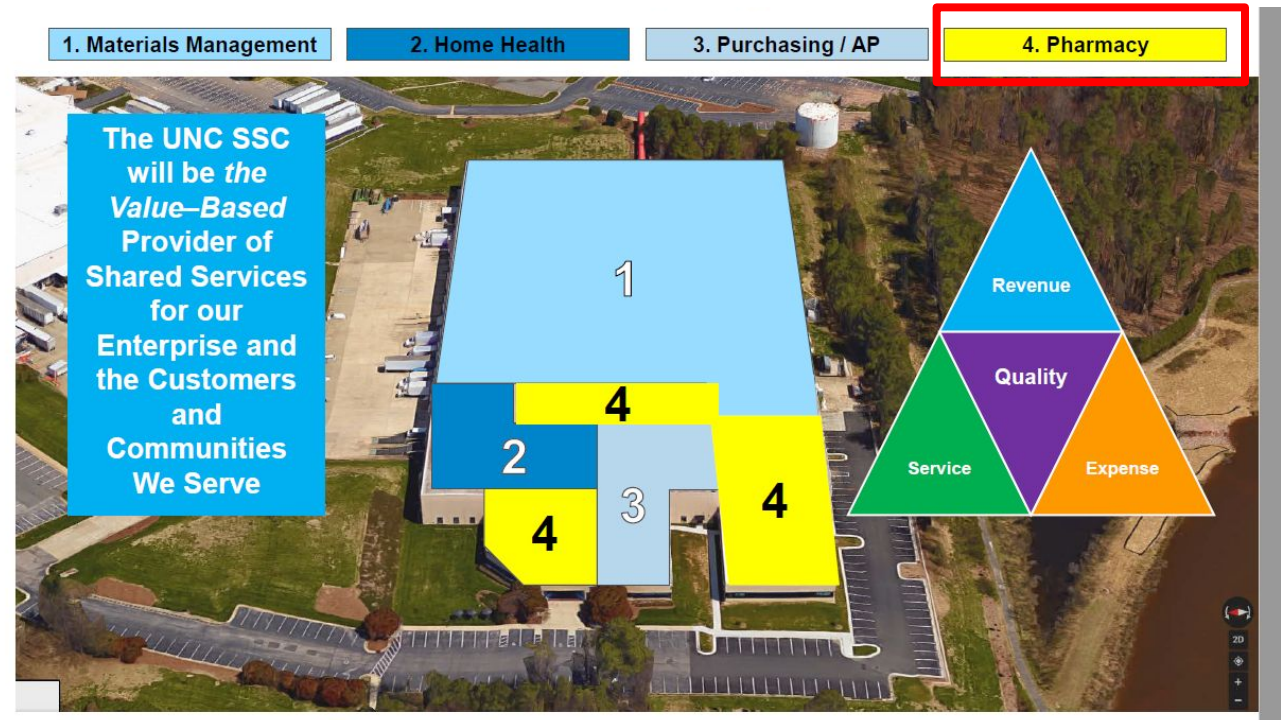 1. Materials Management
2. Home Health
3. Purchasing / AP
4. Pharmacy
The UNC SSC
will be the
Value–Based
Provider of
Shared Services
for our
Enterprise and
the Customers
and
Communities
We Serve
1
4
2
3
4
4
Revenue
Quality
Service
Expense
2D
+
−